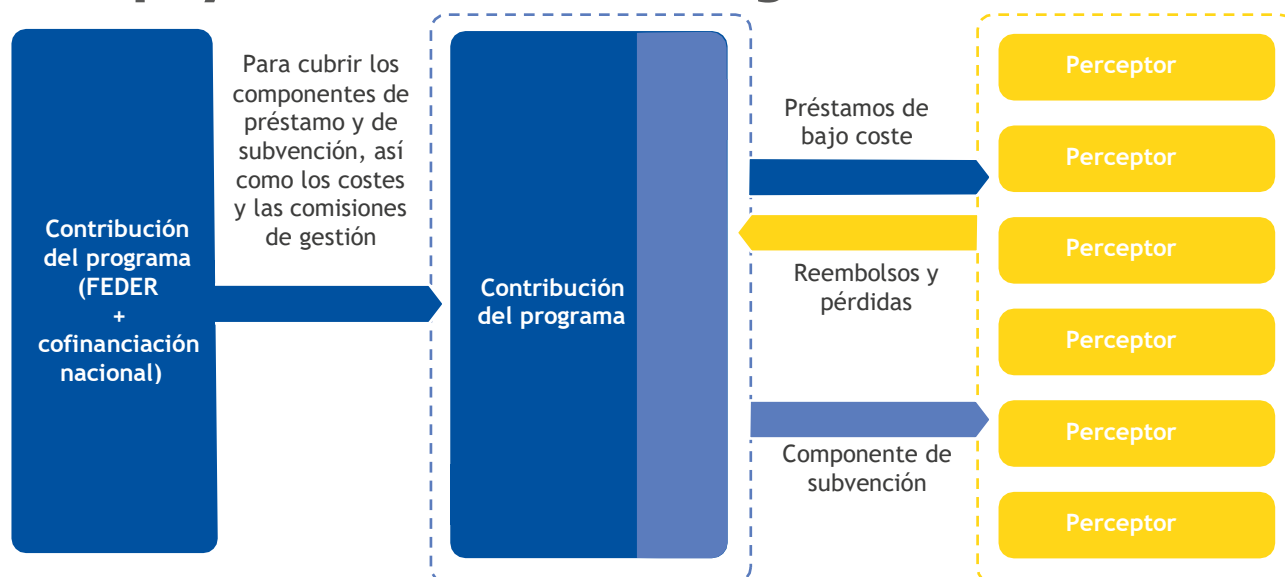 Contribución
del programa
(FEDER
+
cofinanciación
nacional)
Para cubrir los
componentes de
préstamo y de
subvención, así
como los costes
y las comisiones
de gestión
Contribución
del programa
Préstamos de
bajo coste
Reembolsos y
pérdidas
Componente de
subvención
Perceptor
Perceptor
Perceptor
Perceptor
Perceptor
Perceptor